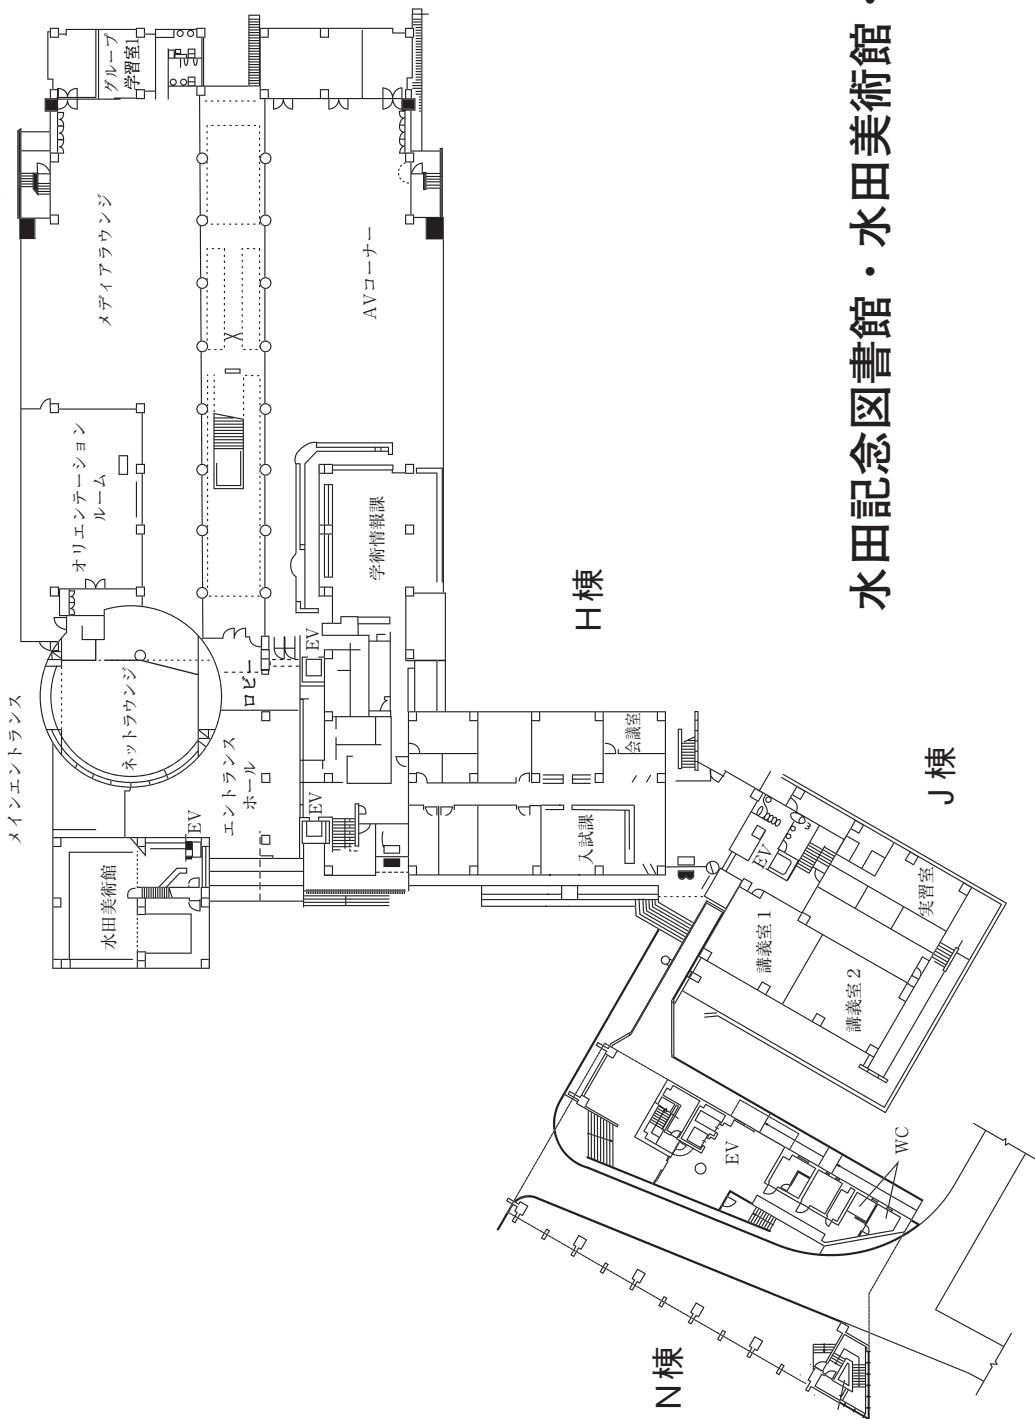 水田記念図書館・水田美術館・
メインエントランス
グループ
学習室1
メディアラウンジ
AVコーナー
オリエンテーション
ルーム
学術情報課
ネットラウンジ
ロビー
EV
エントランス
ホール
EV
EV
水田美術館
H棟
会議室
入試課
J棟
EV
実習室
講義室1
講義室2
EV
WC
N棟